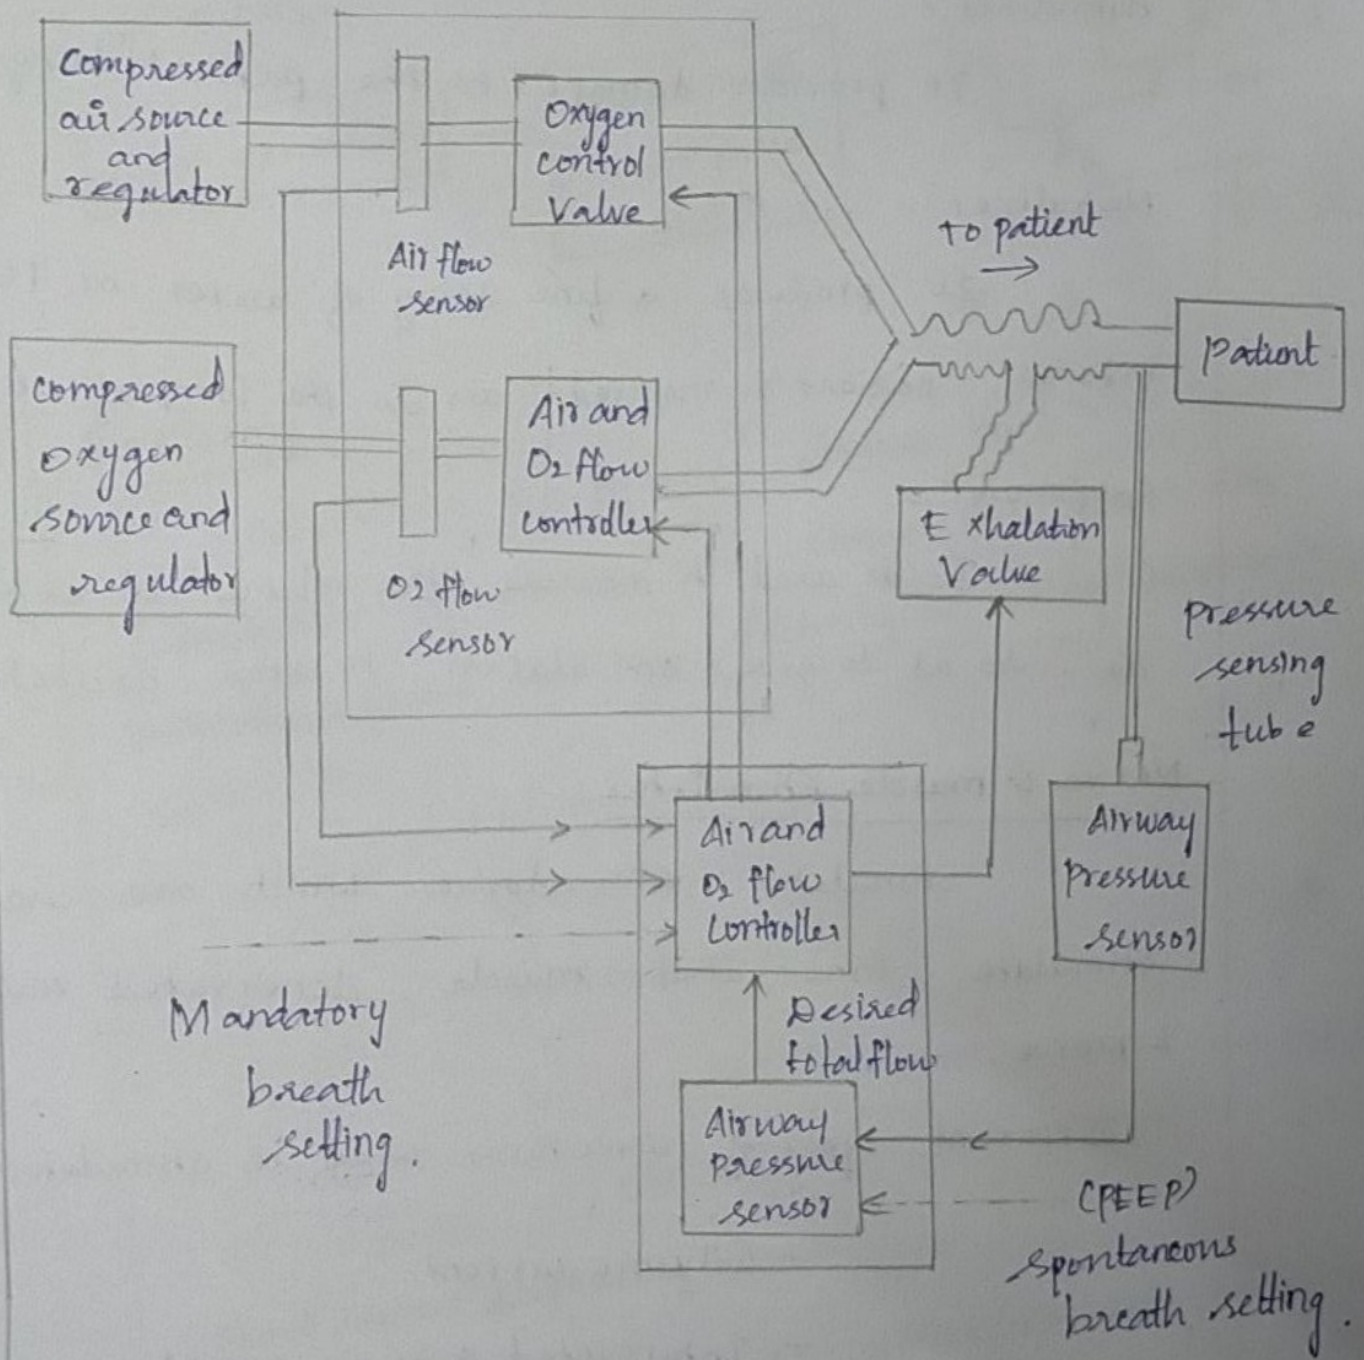 Compressed
air source
and
regulator
Oxygen
control
Valve
Air flow
sensor
To patient
Patient
compressed
Oxygen
source and
regulator
Air and
O2 flow
controller
O2 flow
sensor
Exhalation
Valve
pressure
sensing
tube
Air and
O2 flow
Controller
Airway
Pressure
sensor
Mandatory
breath
setting.
Desired
total flow
Airway
pressure
sensor
(PEEP)
spontaneous
breath setting.